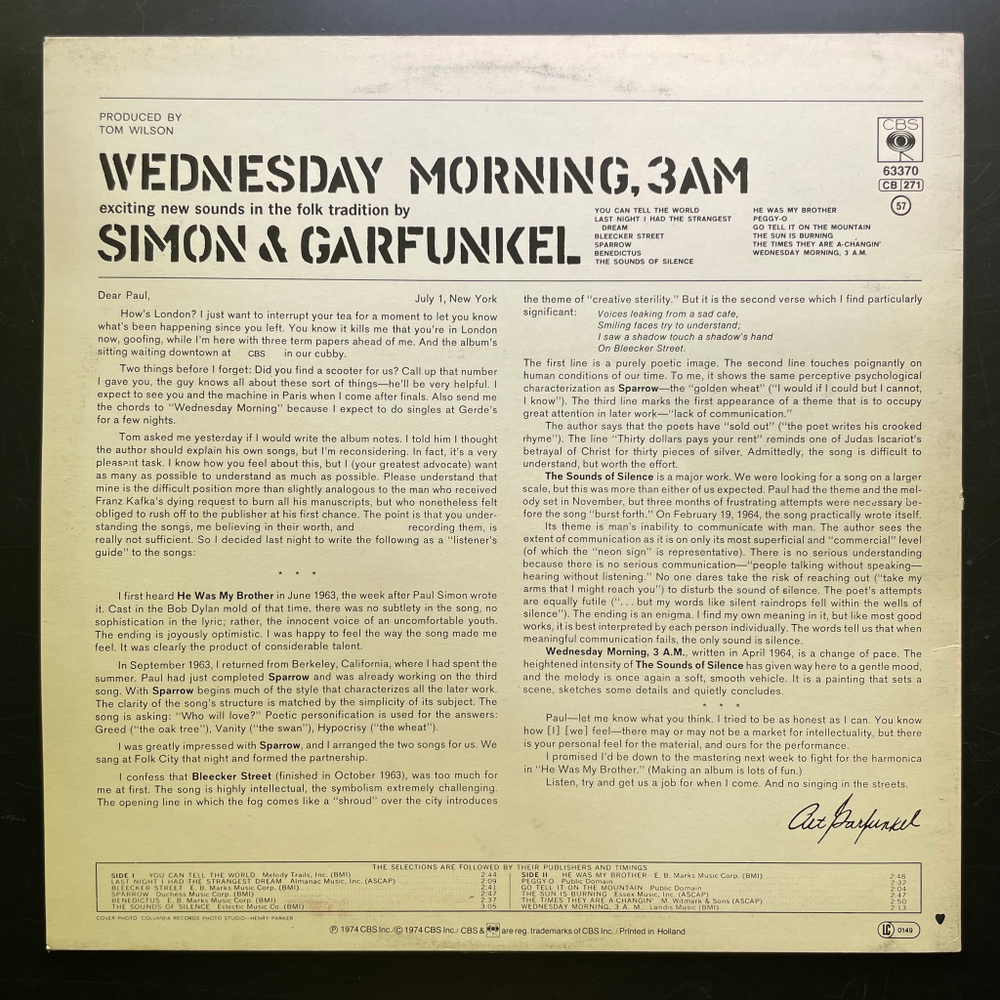 PRODUCED BY
TOM WILSON
WEDNESDAY MORNING, 3AM
exciting new sounds in the folk tradition by
SIMON & GARFUNKEL
YOU CAN TELL THE WORLD
LAST NIGHT I HAD THE STRANGEST
DREAM
BLEECKER STREET
SPARROW
BENEDICTUS
THE SOUNDS OF SILENCE
HE WAS MY BROTHER
PEGGY-O
GO TELL IT ON THE MOUNTAIN
THE SUN IS BURNING
THE TIMES THEY ARE A-CHANGIN'
WEDNESDAY MORNING, 3 A.M.
CBS
63370
CB 271
57
Dear Paul,
July 1, New York
How's London? I just want to interrupt your tea for a moment to let you know
what's been happening since you left. You know it kills me that you're in London
now, goofing, while I'm here with three term papers ahead of me. And the album's
sitting waiting downtown at CBS in our cubby.
Two things before I forget: Did you find a scooter for us? Call up that number
I gave you, the guy knows all about these sort of things—he'll be very helpful. I
expect to see you and the machine in Paris when I come after finals. Also send me
the chords to "Wednesday Morning" because I expect to do singles at Gerde's
for a few nights.
Tom asked me yesterday if I would write the album notes. I told him I thought
the author should explain his own songs, but I'm reconsidering. In fact, it's a very
pleasant task. I know how you feel about this, but I (your greatest advocate) want
as many as possible to understand as much as possible. Please understand that
mine is the difficult position more than slightly analogous to the man who received
Franz Kafka's dying request to burn all his manuscripts, but who nonetheless felt
obliged to rush off to the publisher at his first chance. The point is that you under-
standing the songs, me believing in their worth, and recording them, is
really not sufficient. So I decided last night to write the following as a "listener's
guide" to the songs:
* * *
I first heard He Was My Brother in June 1963, the week after Paul Simon wrote
it. Cast in the Bob Dylan mold of that time, there was no subtlety in the song, no
sophistication in the lyric; rather, the innocent voice of an uncomfortable youth.
The ending is joyously optimistic. I was happy to feel the way the song made me
feel. It was clearly the product of considerable talent.
In September 1963, I returned from Berkeley, California, where I had spent the
summer. Paul had just completed Sparrow and was already working on the third
song. With Sparrow begins much of the style that characterizes all the later work.
The clarity of the song's structure is matched by the simplicity of its subject. The
song is asking: "Who will love?" Poetic personification is used for the answers:
Greed ("the oak tree"), Vanity ("the swan"), Hypocrisy ("the wheat").
I was greatly impressed with Sparrow, and I arranged the two songs for us. We
sang at Folk City that night and formed the partnership.
I confess that Bleecker Street (finished in October 1963), was too much for
me at first. The song is highly intellectual, the symbolism extremely challenging.
The opening line in which the fog comes like a "shroud" over the city introduces
the theme of "creative sterility." But it is the second verse which I find particularly
significant: Voices leaking from a sad cafe,
Smiling faces try to understand;
I saw a shadow touch a shadow's hand
On Bleecker Street.
The first line is a purely poetic image. The second line touches poignantly on
human conditions of our time. To me, it shows the same perceptive psychological
characterization as Sparrow—the "golden wheat" ("I would if I could but I cannot,
I know"). The third line marks the first appearance of a theme that is to occupy
great attention in later work—"lack of communication."
The author says that the poets have "sold out" ("the poet writes his crooked
rhyme"). The line "Thirty dollars pays your rent" reminds one of Judas Iscariot's
betrayal of Christ for thirty pieces of silver. Admittedly, the song is difficult to
understand, but worth the effort.
The Sounds of Silence is a major work. We were looking for a song on a larger
scale, but this was more than either of us expected. Paul had the theme and the mel-
ody set in November, but three months of frustrating attempts were necessary be-
fore the song "burst forth." On February 19, 1964, the song practically wrote itself.
Its theme is man's inability to communicate with man. The author sees the
extent of communication as it is on only its most superficial and "commercial" level
(of which the "neon sign" is representative). There is no serious understanding
because there is no serious communication—"people talking without speaking—
hearing without listening." No one dares take the risk of reaching out ("take my
arms that I might reach you") to disturb the sound of silence. The poet's attempts
are equally futile (". . . but my words like silent raindrops fell within the wells of
silence"). The ending is an enigma. I find my own meaning in it, but like most good
works, it is best interpreted by each person individually. The words tell us that when
meaningful communication fails, the only sound is silence.
Wednesday Morning, 3 A.M., written in April 1964, is a change of pace. The
heightened intensity of The Sounds of Silence has given way here to a gentle mood,
and the melody is once again a soft, smooth vehicle. It is a painting that sets a
scene, sketches some details and quietly concludes.
* * *
Paul—let me know what you think. I tried to be as honest as I can. You know
how [I] [we] feel—there may or may not be a market for intellectuality, but there
is your personal feel for the material, and ours for the performance.
I promised I'd be down to the mastering next week to fight for the harmonica
in "He Was My Brother." (Making an album is lots of fun.)
Listen, try and get us a job for when I come. And no singing in the streets.
Art Garfunkel
THE SELECTIONS ARE FOLLOWED BY THEIR PUBLISHERS AND TIMINGS
SIDE I YOU CAN TELL THE WORLD Melody Trails, Inc. (BMI) 2:44
LAST NIGHT I HAD THE STRANGEST DREAM Almanac Music, Inc. (ASCAP) 2:09
BLEECKER STREET E. B. Marks Music Corp. (BMI) 2:41
SPARROW Duchess Music Corp. (BMI) 2:47
BENEDICTUS E. B. Marks Music Corp. (BMI) 2:37
THE SOUNDS OF SILENCE Eclectic Music Co. (BMI) 3:05
SIDE II HE WAS MY BROTHER E. B. Marks Music Corp. (BMI) 2:48
PEGGY-O Public Domain 2:32
GO TELL IT ON THE MOUNTAIN Public Domain 2:04
THE SUN IS BURNING Essex Music, Inc. (ASCAP) 2:47
THE TIMES THEY ARE A-CHANGIN' M. Witmark & Sons (ASCAP) 2:50
WEDNESDAY MORNING, 3 A. M. Landis Music (BMI) 2:13
COVER PHOTO COLUMBIA RECORDS PHOTO STUDIO—HENRY PARKER
Ⓟ 1974 CBS Inc./© 1974 CBS Inc./ CBS & are reg. trademarks of CBS Inc. / Printed in Holland
LC 0149